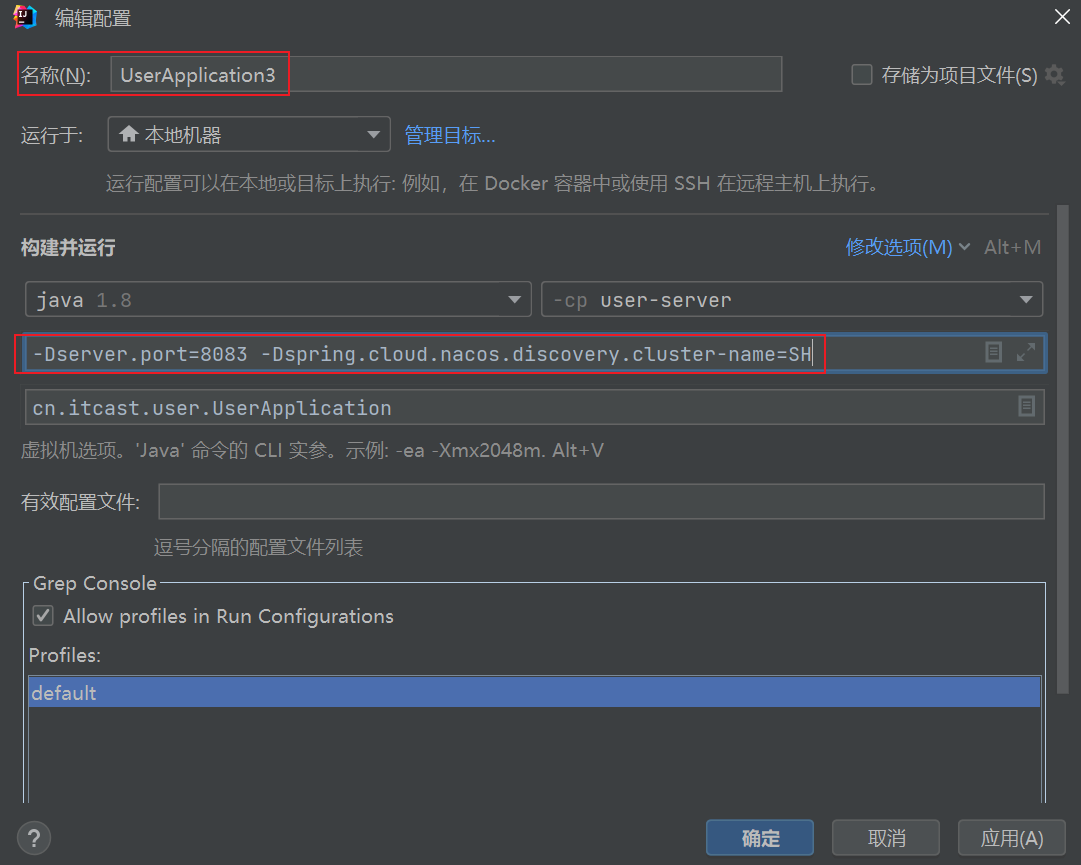 编辑配置
名称(N): UserApplication3 存储为项目文件(S)
运行于: 本地机器 管理目标...
运行配置可以在本地或目标上执行: 例如，在 Docker 容器中或使用 SSH 在远程主机上执行。
构建并运行 修改选项(M) Alt+M
java 1.8 -cp user-server
-Dserver.port=8083 -Dspring.cloud.nacos.discovery.cluster-name=SH
cn.itcast.user.UserApplication
虚拟机选项。'Java' 命令的 CLI 实参。示例: -ea -Xmx2048m. Alt+V
有效配置文件:
逗号分隔的配置文件列表
Grep Console
Allow profiles in Run Configurations
Profiles:
default
? 确定 取消 应用(A)